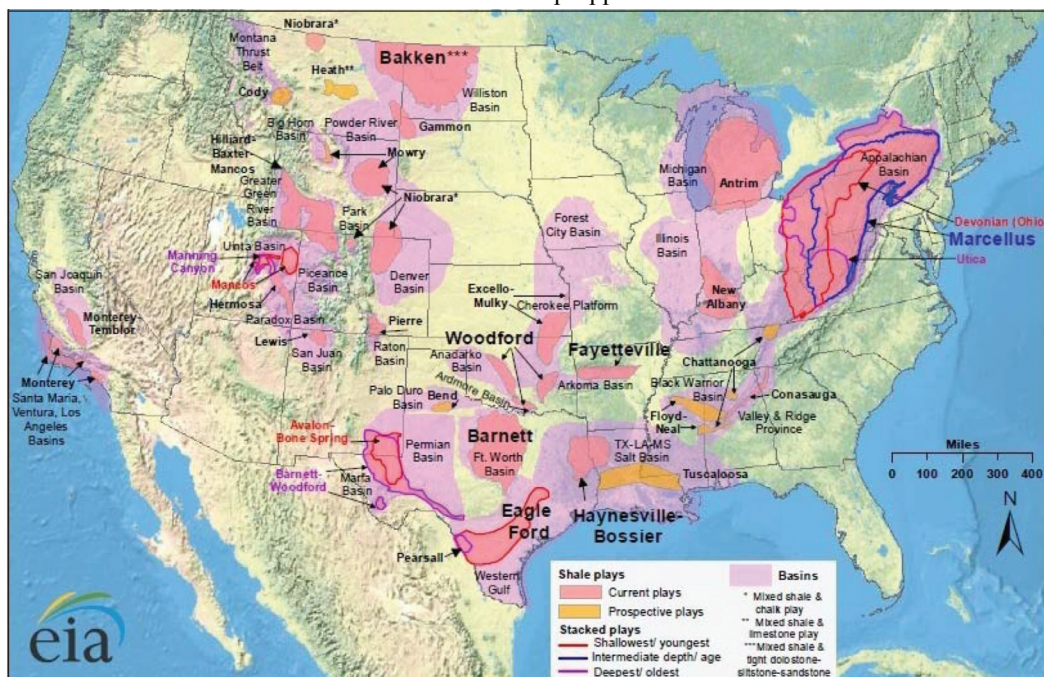 Niobrara*
Montana
Thrust
Belt
Bakken***
Heath**
Cody
Williston
Basin
Big Horn
Basin
Powder River
Basin
Gammon
Hilliard-
Baxter-
Mancos
Mowry
Greater
Green
River
Basin
Niobrara*
Park
Basin
Michigan
Basin
Antrim
Appalachian
Basin
Devonian (Ohio
Marcellus
Utica
Forest
City Basin
Illinois
Basin
Uinta Basin
Manning
Canyon
Mancos
Piceance
Basin
Denver
Basin
San Joaquin
Basin
Hermosa
Excello-
Mulky
Cherokee Platform
New
Albany
Monterey-
Temblor
Paradox Basin
Pierre
Lewis
San Juan
Basin
Raton
Basin
Woodford
Anadarko
Basin
Fayetteville
Chattanooga
Monterey
Santa Maria,
Ventura, Los
Angeles
Basins
Palo Duro
Basin
Bend
Ardmore Basin
Arkoma Basin
Black Warrior
Basin
Conasauga
Floyd-
Neal
Valley & Ridge
Province
Avalon-
Bone Spring
Permian
Basin
Barnett
Ft. Worth
Basin
TX-LA-MS
Salt Basin
Tuscaloosa
Barnett-
Woodford
Marfa
Basin
Eagle
Ford
Haynesville-
Bossier
Pearsall
Western
Gulf
Miles
0 100 200 300 400
N
Shale plays
Current plays
Prospective plays
Stacked plays
Shallowest/ youngest
Intermediate depth/ age
Deepest/ oldest
Basins
* Mixed shale &
chalk play
** Mixed shale &
limestone play
***Mixed shale &
tight dolostone-
siltstone-sandstone
eia